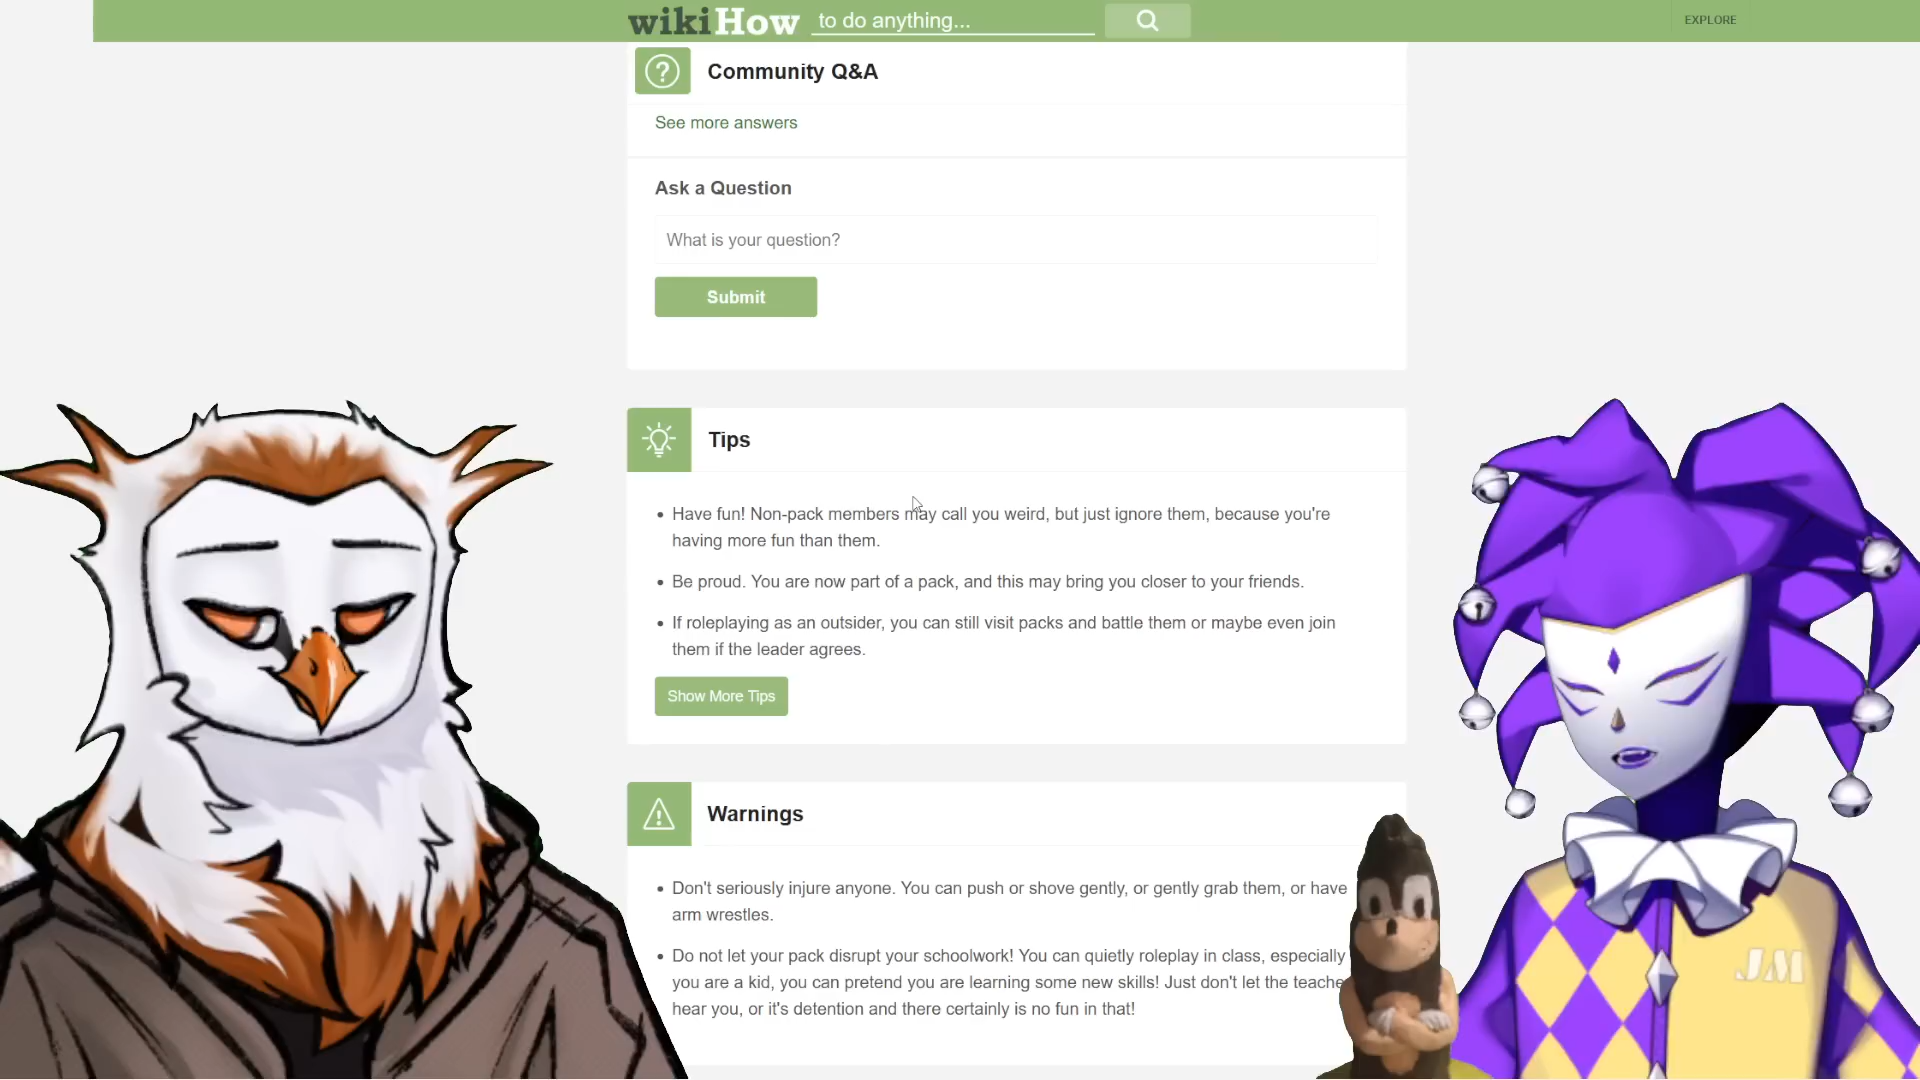 wikiHow to do anything... EXPLORE
Community Q&A
See more answers
Ask a Question
What is your question?
Submit
Tips
Have fun! Non-pack members may call you weird, but just ignore them, because you're
having more fun than them.
Be proud. You are now part of a pack, and this may bring you closer to your friends.
If roleplaying as an outsider, you can still visit packs and battle them or maybe even join
them if the leader agrees.
Show More Tips
Warnings
Don't seriously injure anyone. You can push or shove gently, or gently grab them, or have
arm wrestles.
Do not let your pack disrupt your schoolwork! You can quietly roleplay in class, especially
you are a kid, you can pretend you are learning some new skills! Just don't let the teache
hear you, or it's detention and there certainly is no fun in that!
JM